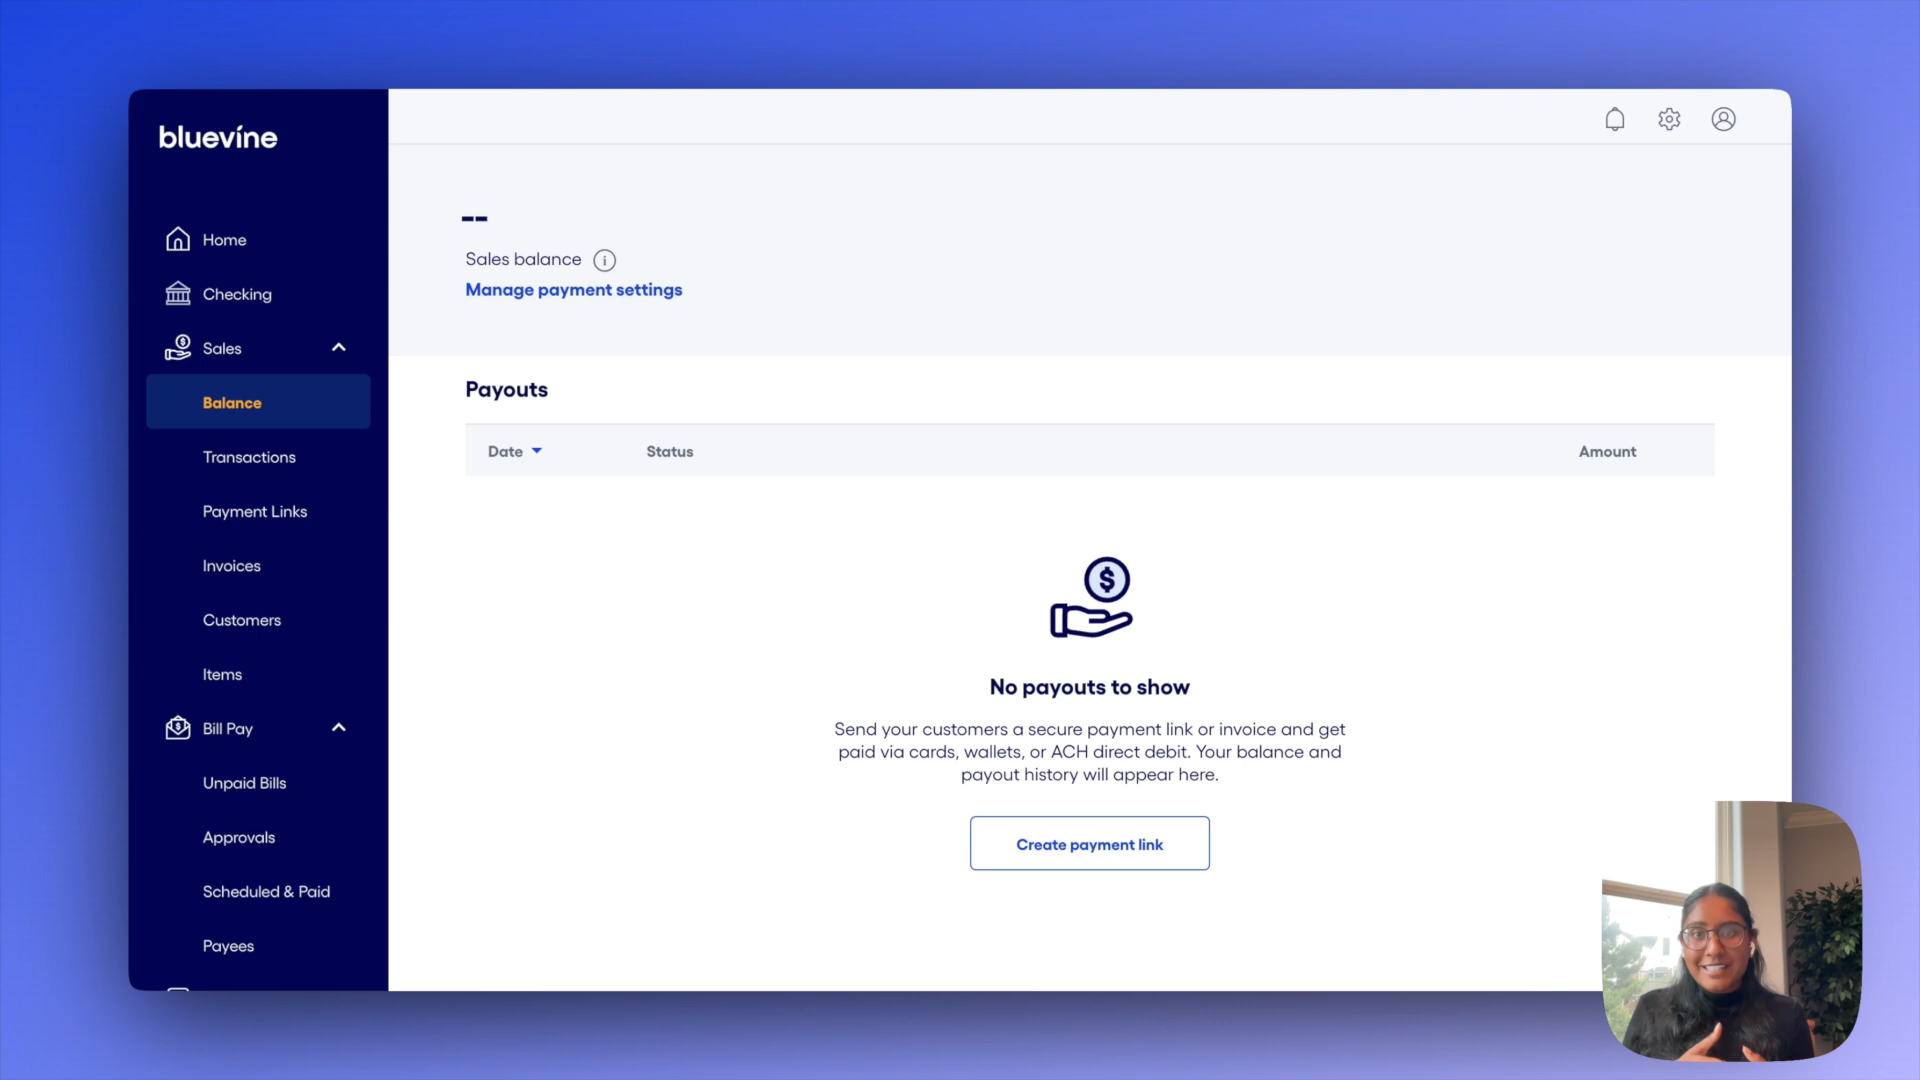 bluevine
Home
Checking
Sales
Balance
Transactions
Payment Links
Invoices
Customers
Items
Bill Pay
Unpaid Bills
Approvals
Scheduled & Paid
Payees
--
Sales balance
Manage payment settings
Payouts
Date Status Amount
$
No payouts to show
Send your customers a secure payment link or invoice and get
paid via cards, wallets, or ACH direct debit. Your balance and
payout history will appear here.
Create payment link